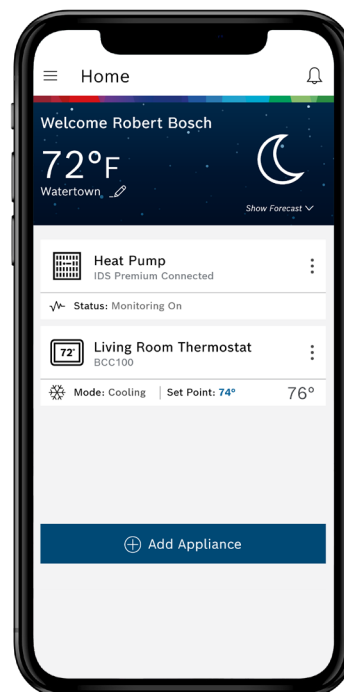 Home
Welcome Robert Bosch
72°F
Watertown
Show Forecast
Heat Pump
IDS Premium Connected
Status: Monitoring On
72°
Living Room Thermostat
BCC100
Mode: Cooling | Set Point: 74° 76°
Add Appliance